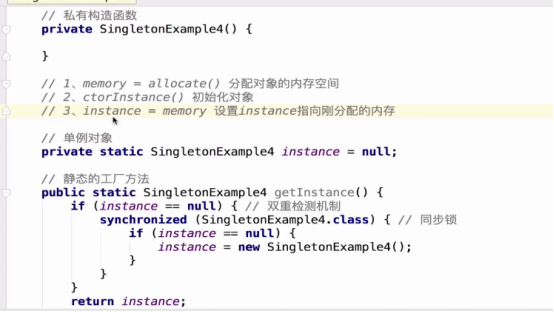 // 私有构造函数
private SingletonExample4() {
}
// 1、memory = allocate() 分配对象的内存空间
// 2、ctorInstance() 初始化对象
// 3、instance = memory 设置instance指向刚分配的内存
// 单例对象
private static SingletonExample4 instance = null;
// 静态的工厂方法
public static SingletonExample4 getInstance() {
if (instance == null) { // 双重检测机制
synchronized (SingletonExample4.class) { // 同步锁
if (instance == null) {
instance = new SingletonExample4();
}
}
}
return instance;